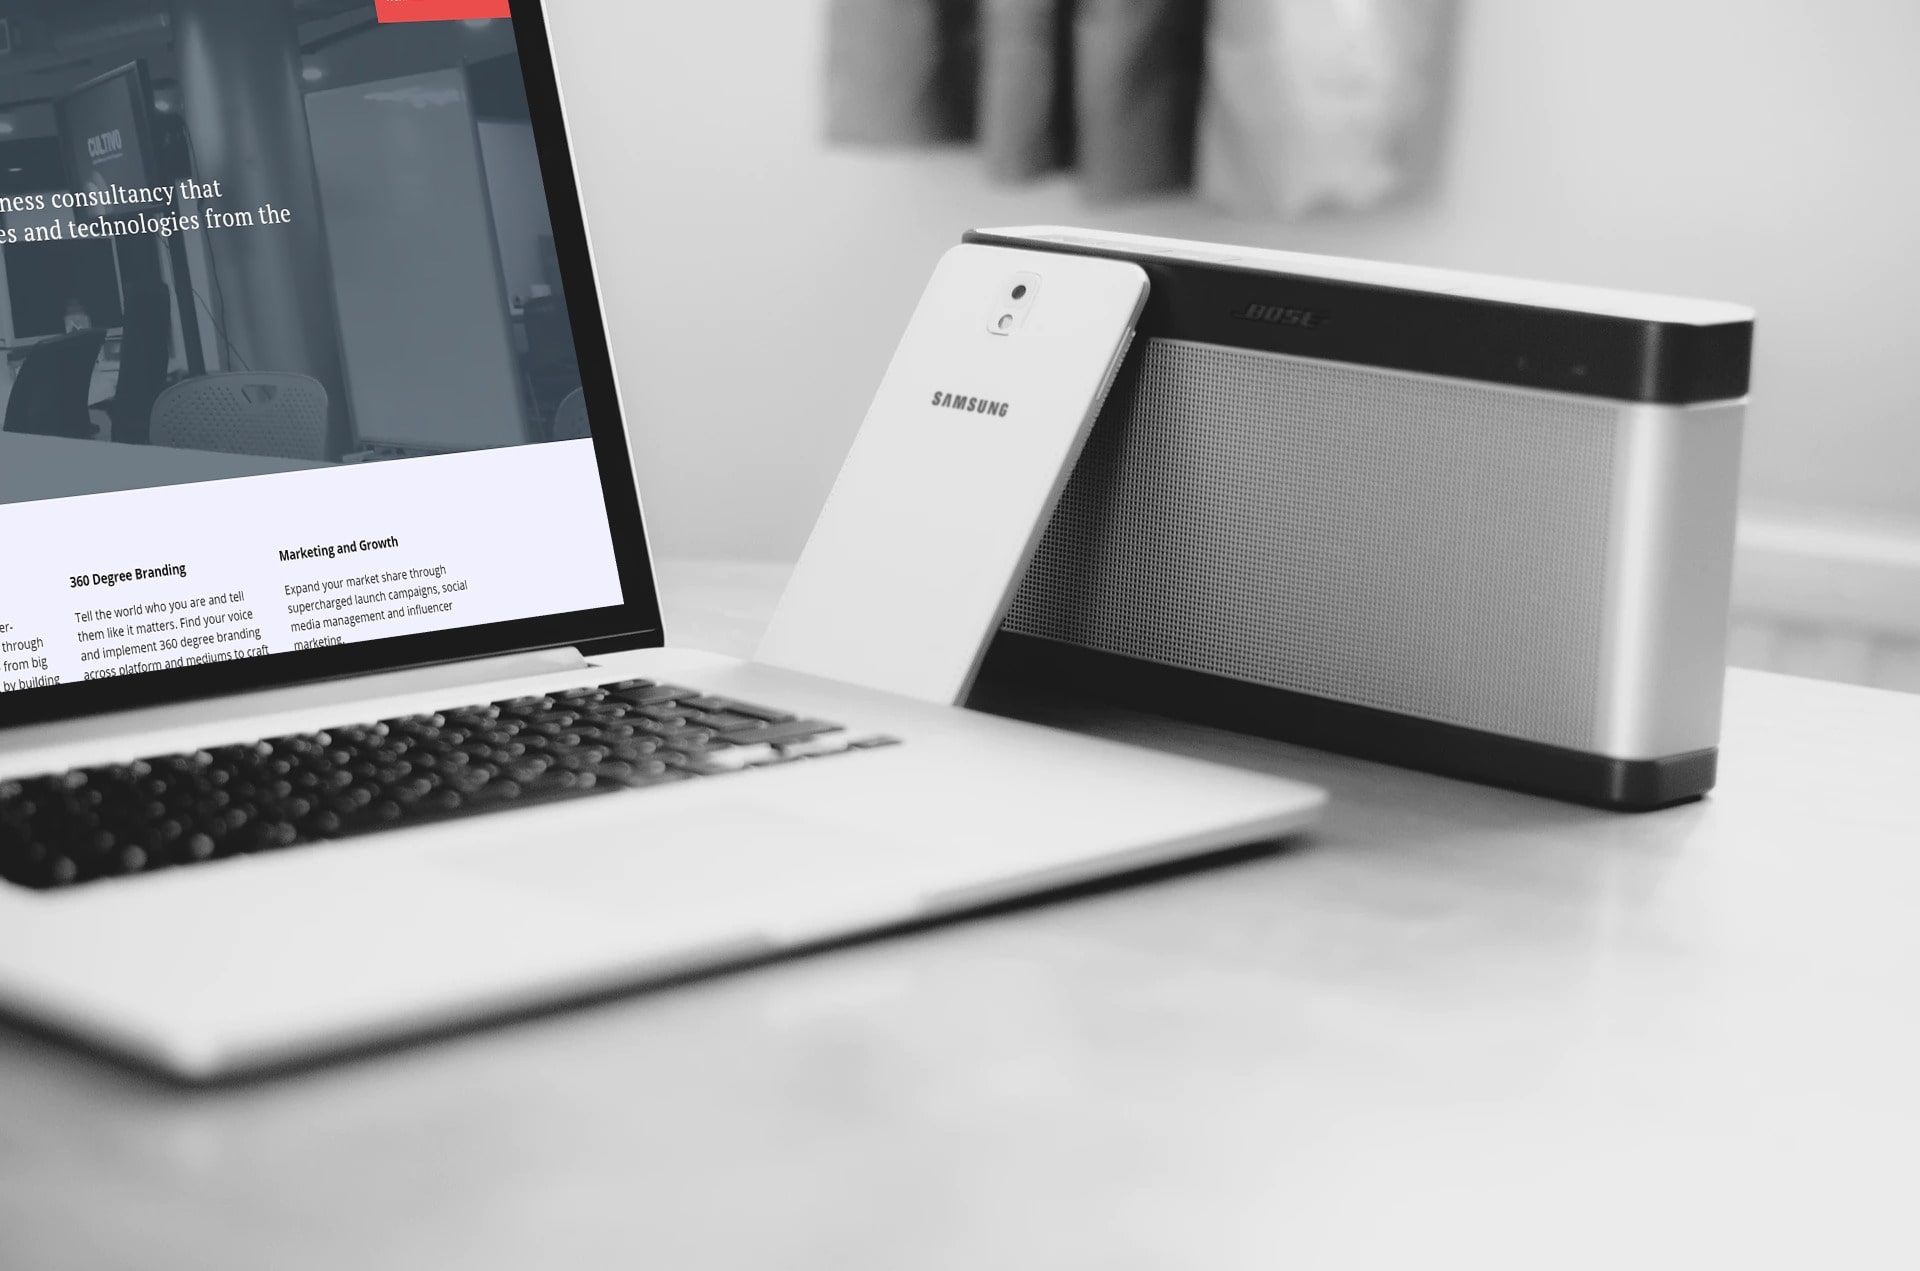 CULTIVO
ness consultancy that
es and technologies from the
er-
through
from big
by building
360 Degree Branding
Tell the world who you are and tell
them like it matters. Find your voice
and implement 360 degree branding
across platform and mediums to craft
Marketing and Growth
Expand your market share through
supercharged launch campaigns, social
media management and influencer
marketing.
SAMSUNG
BOSE